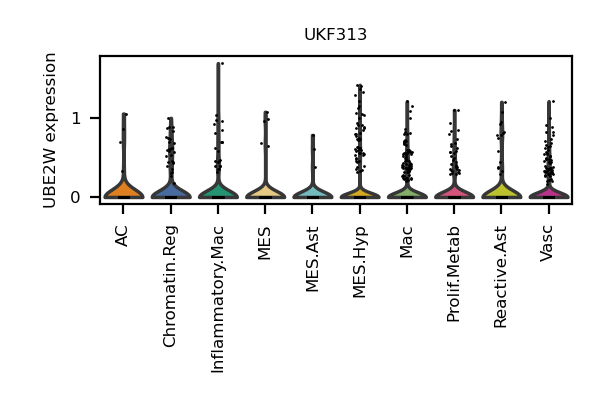 UKF313
UBE2W expression
1
0
AC
Chromatin.Reg
Inflammatory.Mac
MES
MES.Ast
MES.Hyp
Mac
Prolif.Metab
Reactive.Ast
Vasc